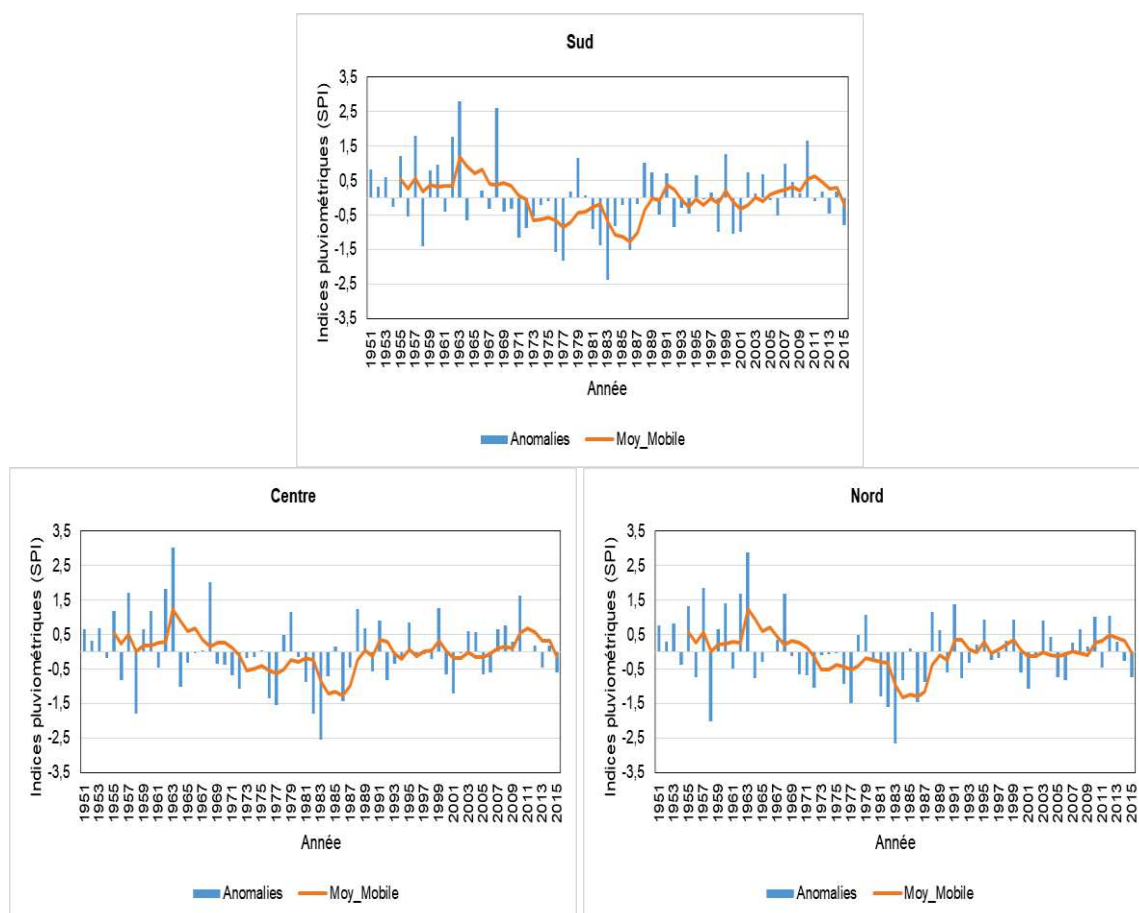 Sud
Indices pluviométriques (SPI)
3,5
2,5
1,5
0,5
-0,5
-1,5
-2,5
-3,5
1951 1953 1955 1957 1959 1961 1963 1965 1967 1969 1971 1973 1975 1977 1979 1981 1983 1985 1987 1989 1991 1993 1995 1997 1999 2001 2003 2005 2007 2009 2011 2013 2015
Année
Anomalies Moy_Mobile
Centre
Indices pluviométriques (SPI)
3,5
2,5
1,5
0,5
-0,5
-1,5
-2,5
-3,5
1951 1953 1955 1957 1959 1961 1963 1965 1967 1969 1971 1973 1975 1977 1979 1981 1983 1985 1987 1989 1991 1993 1995 1997 1999 2001 2003 2005 2007 2009 2011 2013 2015
Année
Anomalies Moy_Mobile
Nord
Indices pluviométriques (SPI)
3,5
2,5
1,5
0,5
-0,5
-1,5
-2,5
-3,5
1951 1953 1955 1957 1959 1961 1963 1965 1967 1969 1971 1973 1975 1977 1979 1981 1983 1985 1987 1989 1991 1993 1995 1997 1999 2001 2003 2005 2007 2009 2011 2013 2015
Année
Anomalies Moy_Mobile